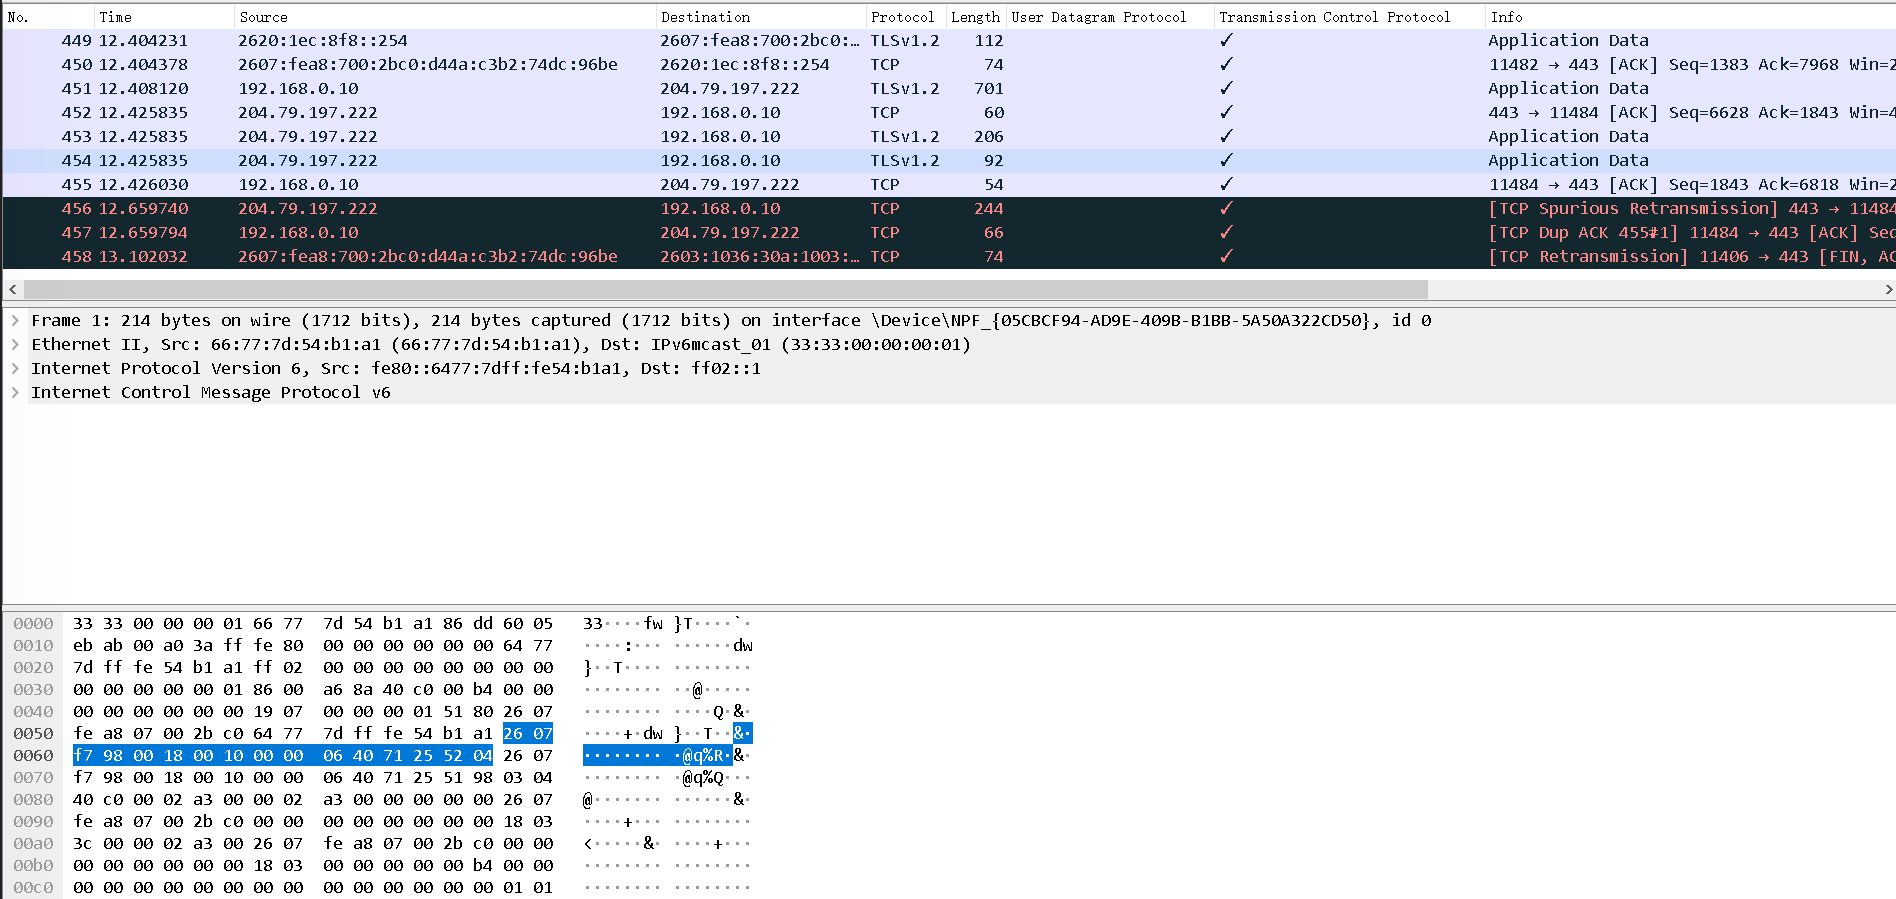 No. Time Source Destination Protocol Length User Datagram Protocol Transmission Control Protocol Info
449 12.404231 2620:1ec:8f8::254 2607:fea8:700:2bc0:… TLSv1.2 112 ✓ Application Data
450 12.404378 2607:fea8:700:2bc0:d44a:c3b2:74dc:96be 2620:1ec:8f8::254 TCP 74 ✓ 11482 → 443 [ACK] Seq=1383 Ack=7968 Win=2
451 12.408120 192.168.0.10 204.79.197.222 TLSv1.2 701 ✓ Application Data
452 12.425835 204.79.197.222 192.168.0.10 TCP 60 ✓ 443 → 11484 [ACK] Seq=6628 Ack=1843 Win=4
453 12.425835 204.79.197.222 192.168.0.10 TLSv1.2 206 ✓ Application Data
454 12.425835 204.79.197.222 192.168.0.10 TLSv1.2 92 ✓ Application Data
455 12.426030 192.168.0.10 204.79.197.222 TCP 54 ✓ 11484 → 443 [ACK] Seq=1843 Ack=6818 Win=2
456 12.659740 204.79.197.222 192.168.0.10 TCP 244 ✓ [TCP Spurious Retransmission] 443 → 11484
457 12.659794 192.168.0.10 204.79.197.222 TCP 66 ✓ [TCP Dup ACK 455#1] 11484 → 443 [ACK] Seq
458 13.102032 2607:fea8:700:2bc0:d44a:c3b2:74dc:96be 2603:1036:30a:1003:… TCP 74 ✓ [TCP Retransmission] 11406 → 443 [FIN, AC
Frame 1: 214 bytes on wire (1712 bits), 214 bytes captured (1712 bits) on interface \Device\NPF_{05CBCF94-AD9E-409B-B1BB-5A50A322CD50}, id 0
Ethernet II, Src: 66:77:7d:54:b1:a1 (66:77:7d:54:b1:a1), Dst: IPv6mcast_01 (33:33:00:00:00:01)
Internet Protocol Version 6, Src: fe80::6477:7dff:fe54:b1a1, Dst: ff02::1
Internet Control Message Protocol v6
0000 33 33 00 00 00 01 66 77 7d 54 b1 a1 86 dd 60 05 33····fw }T····`·
0010 eb ab 00 a0 3a ff fe 80 00 00 00 00 00 00 64 77 ····:··· ······dw
0020 7d ff fe 54 b1 a1 ff 02 00 00 00 00 00 00 00 00 }··T···· ········
0030 00 00 00 00 00 01 86 00 a6 8a 40 c0 00 b4 00 00 ········ ··@·····
0040 00 00 00 00 00 00 19 07 00 00 00 01 51 80 26 07 ········ ····Q·&·
0050 fe a8 07 00 2b c0 64 77 7d ff fe 54 b1 a1 26 07 ····+·dw }··T··&·
0060 f7 98 00 18 00 10 00 00 06 40 71 25 52 04 26 07 ········ ·@q%R·&·
0070 f7 98 00 18 00 10 00 00 06 40 71 25 51 98 03 04 ········ ·@q%Q···
0080 40 c0 00 02 a3 00 00 02 a3 00 00 00 00 00 26 07 @······· ······&·
0090 fe a8 07 00 2b c0 00 00 00 00 00 00 00 00 18 03 ····+··· ········
00a0 3c 00 00 02 a3 00 26 07 fe a8 07 00 2b c0 00 00 <·····&· ····+···
00b0 00 00 00 00 00 00 18 03 00 00 00 00 00 b4 00 00 ········ ········
00c0 00 00 00 00 00 00 00 00 00 00 00 00 00 00 01 01 ········ ········